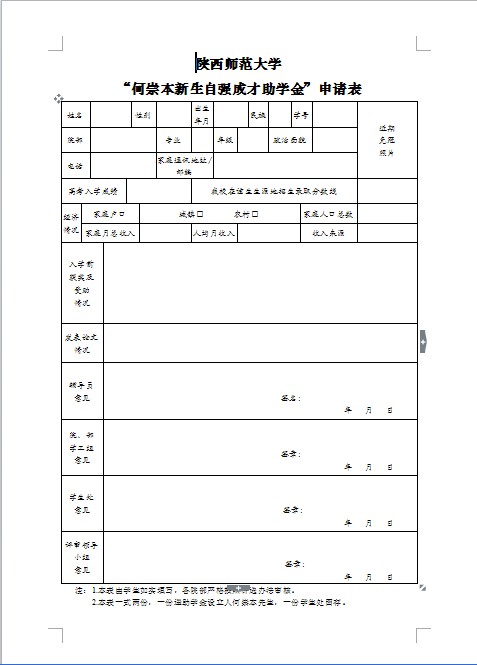 陕西师范大学
“何崇本新生自强成才助学金”申请表
姓名 性别 出生年月 民族 学号 近期免冠照片
院部 专业 年级 政治面貌
电话 家庭通讯地址/邮编
高考入学成绩 我校在该生生源地招生录取分数线
经济情况 家庭户口 城镇□ 农村□ 家庭人口总数
家庭月总收入 人均月收入 收入来源
入学前获奖及受助情况
发表论文情况
辅导员意见
签名：
年 月 日
院、部学工组意见
签章：
年 月 日
学生处意见
签章：
年 月 日
评审领导小组意见
签章：
年 月 日
注：1.本表由学生如实填写，各院部严格按照评选办法审核。
2.本表一式两份，一份送助学金设立人何崇本先生，一份学生处留存。